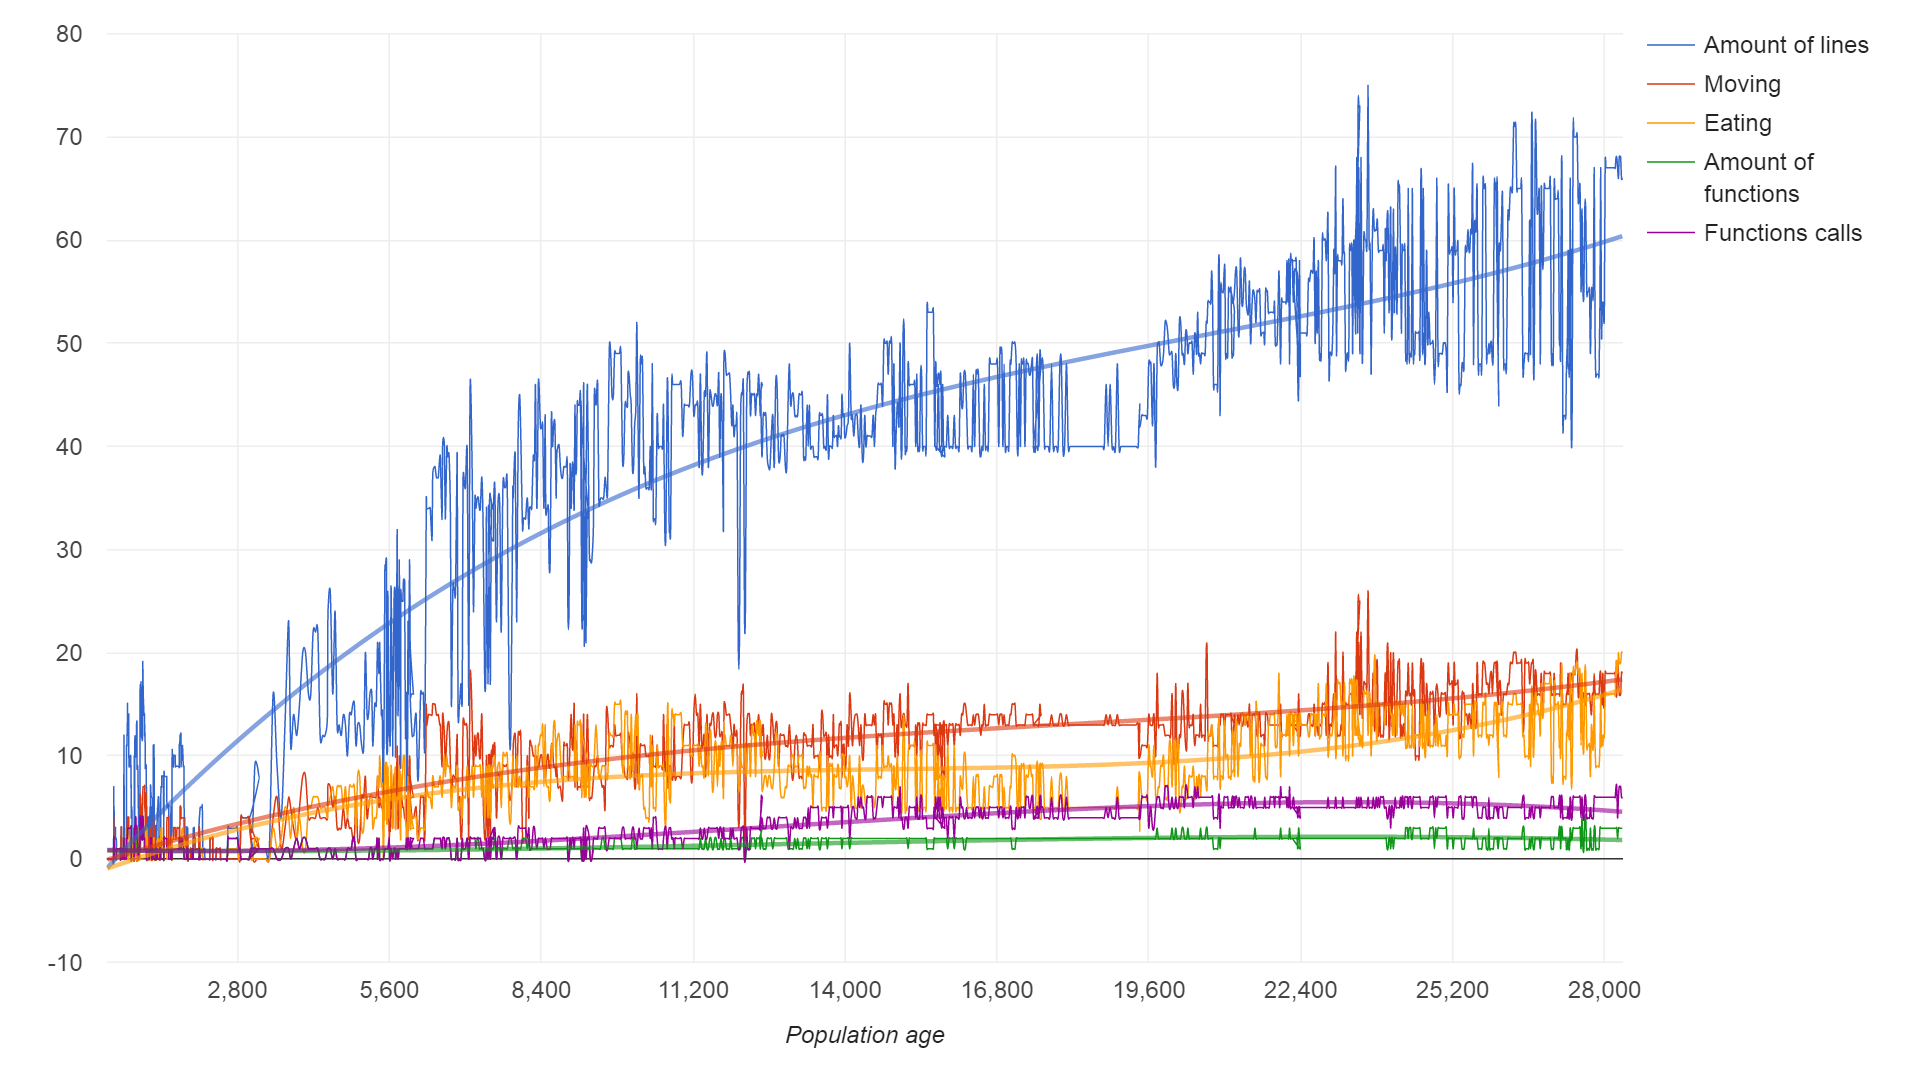 80
70
60
50
40
30
20
10
0
-10
2,800
5,600
8,400
11,200
14,000
16,800
19,600
22,400
25,200
28,000
Population age
Amount of lines
Moving
Eating
Amount of
functions
Functions calls